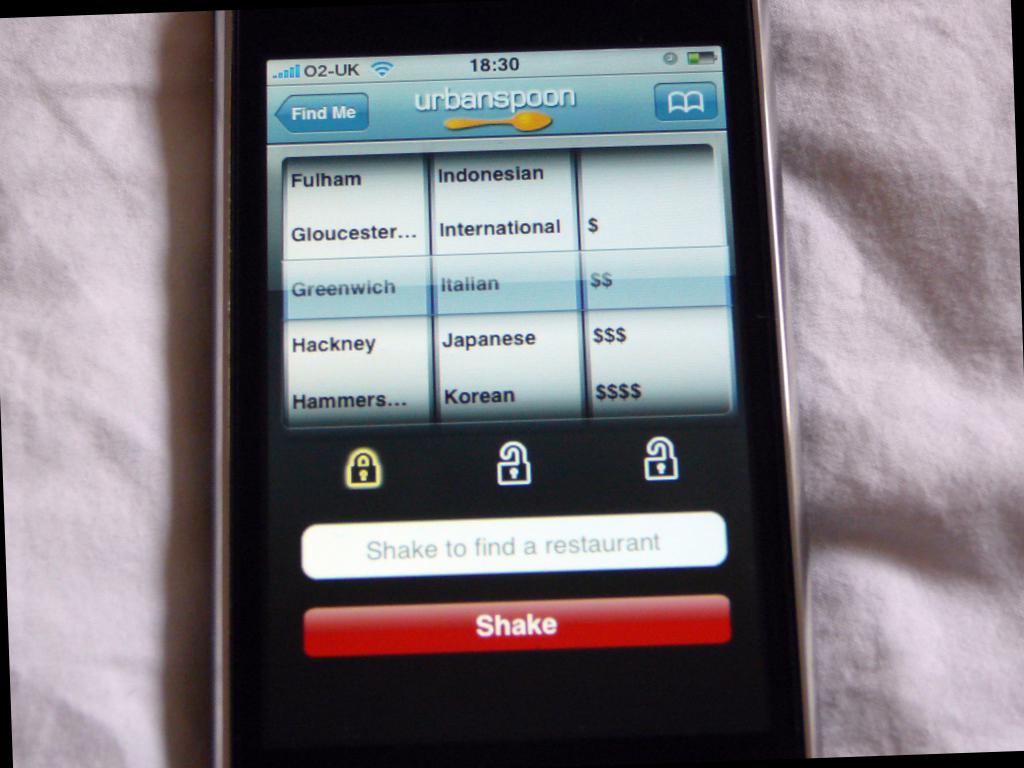 O2-UK 18:30
Find Me urbanspoon
Fulham Indonesian
Gloucester... International $
Greenwich Italian $$
Hackney Japanese $$$
Hammers... Korean $$$$
Shake to find a restaurant
Shake